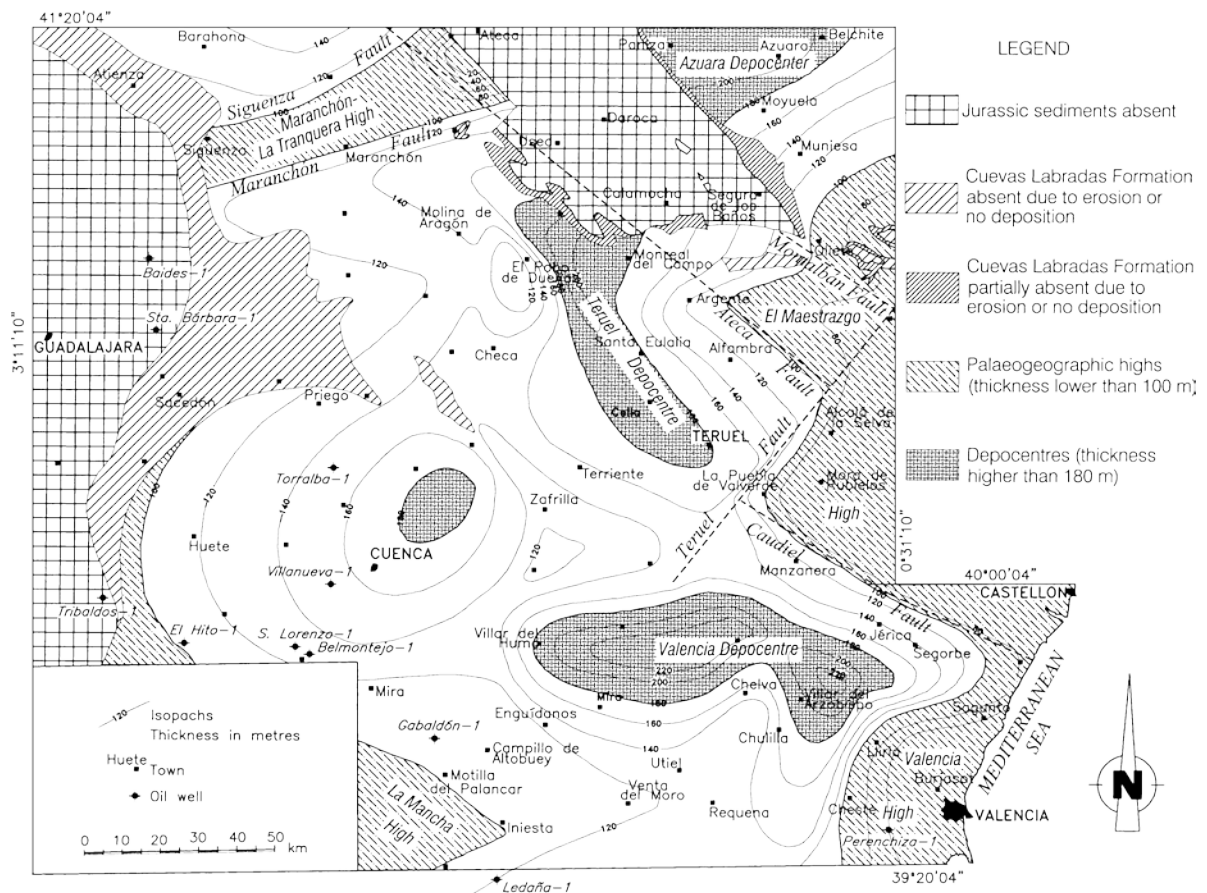 41°20'04"
3°11'10"
Barahona
Atienza
Siguenza Fault
Maranchón-
La Tranquera High
Sigüenza
Maranchón
Maranchón Fault
Ateca
Used
Daroca
Paniza
Azuara
Belchite
Azuara Depocenter
Moyuela
Muniesa
Calamocha
Segura
de los
Baños
Molina de
Aragón
Oliete
Montalbán Fault
El Pobo
de Dueñas
Monreal
del Campo
Argente
El Maestrazgo
Ateca Fault
Baides-1
Sta. Bárbara-1
GUADALAJARA
Checa
Santa Eulalia
Alfambra
Teruel Depocentre
Sacedón
Priego
Cella
TERUEL
Alcalá de
la Selva
Torralba-1
Terriente
La Puebla
de Valverde
Mora de
Rubielos
High
Zafrilla
Teruel Fault
Caudiel Fault
0°31'10"
Huete
CUENCA
Villanueva-1
Manzanera
40°00'04"
CASTELLON
Tribaldos-1
El Hito-1
S. Lorenzo-1
Belmontejo-1
Villar del
Humo
Valencia Depocentre
Jérica
Segorbe
Mira
Mira
Chelva
Villar del
Arzobispo
Enguídanos
Gabaldón-1
Campillo de
Altobuey
Chulilla
Sagunto
MEDITERRANEAN
SEA
Utiel
Liria
Valencia
Burjasot
Motilla
del Palancar
Venta
del Moro
Requena
Cheste
High
VALENCIA
La Mancha
High
Iniesta
Perenchiza-1
Ledaña-1
39°20'04"
120
Isopachs
Thickness in metres
Huete
Town
Oil well
0 10 20 30 40 50
km
LEGEND
Jurassic sediments absent
Cuevas Labradas Formation
absent due to erosion or
no deposition
Cuevas Labradas Formation
partially absent due to
erosion or no deposition
Palaeogeographic highs
(thickness lower than 100 m)
Depocentres (thickness
higher than 180 m)
N